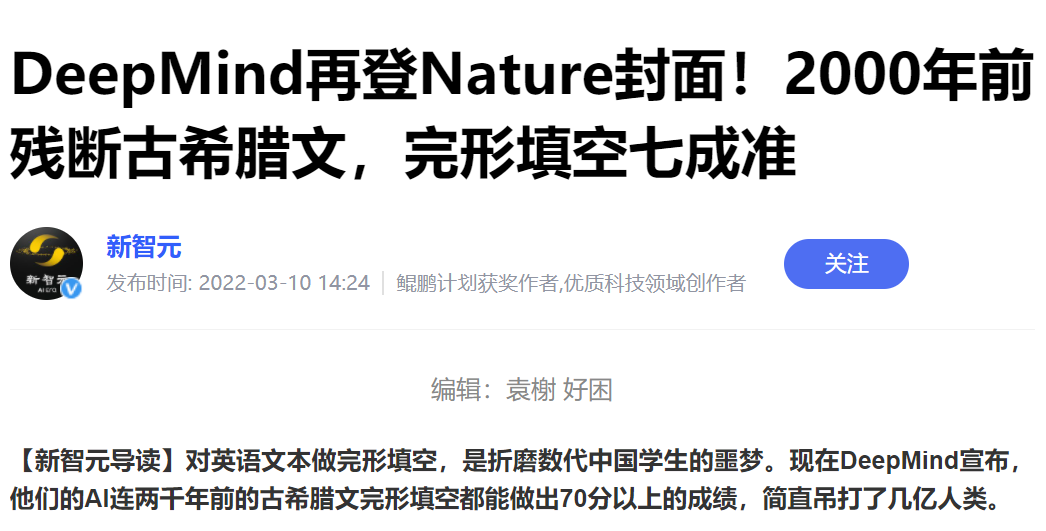 DeepMind再登Nature封面！2000年前
残断古希腊文，完形填空七成准
新智元
新智元
AI era
V
发布时间: 2022-03-10 14:24
鲲鹏计划获奖作者,优质科技领域创作者
关注
编辑：袁榭 好困
【新智元导读】对英语文本做完形填空，是折磨数代中国学生的噩梦。现在DeepMind宣布，
他们的AI连两千年前的古希腊文完形填空都能做出70分以上的成绩，简直吊打了几亿人类。